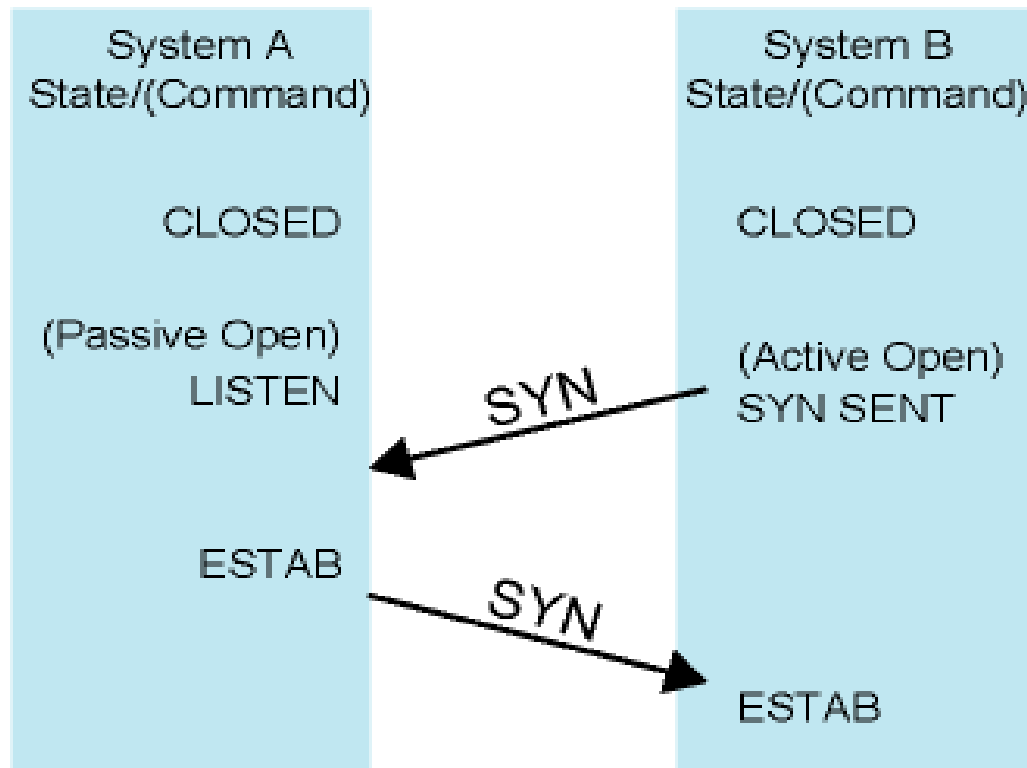 System A
State/(Command)
CLOSED
(Passive Open)
LISTEN
ESTAB
SYN
SYN
System B
State/(Command)
CLOSED
(Active Open)
SYN SENT
ESTAB